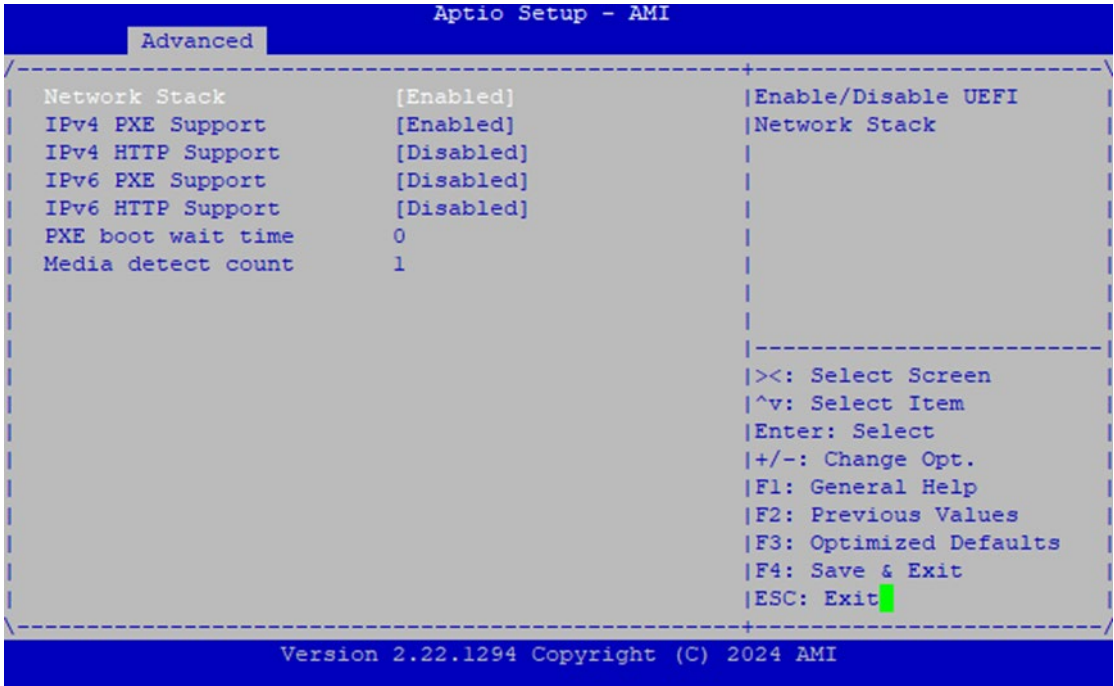 Aptio Setup - AMI
Advanced
Network Stack [Enabled]
IPv4 PXE Support [Enabled]
IPv4 HTTP Support [Disabled]
IPv6 PXE Support [Disabled]
IPv6 HTTP Support [Disabled]
PXE boot wait time 0
Media detect count 1
Enable/Disable UEFI
Network Stack
><: Select Screen
^v: Select Item
Enter: Select
+/-: Change Opt.
F1: General Help
F2: Previous Values
F3: Optimized Defaults
F4: Save & Exit
ESC: Exit
Version 2.22.1294 Copyright (C) 2024 AMI